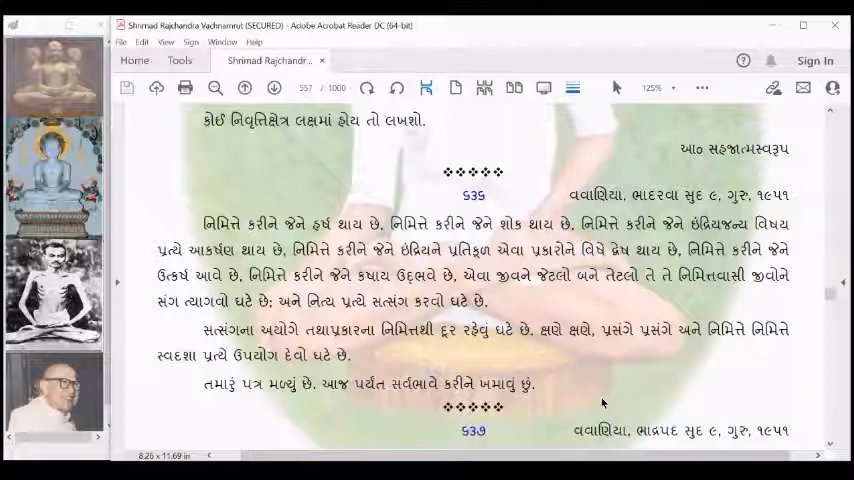 Shrimad Rajchandra Vachnamrut (SECURED) - Adobe Acrobat Reader DC (64-bit)
File Edit View Sign Window Help
Home Tools Shrimad Rajchandr... × Sign In
557 / 1000 125%
કોઈ નિવૃત્તિક્ષેત્ર લક્ષમાં હોય તો લખશો.
આ૦ સહજાત્મસ્વરૂપ
૬૩૬ વવાણિયા, ભાદરવા સુદ ૯, ગુરુ, ૧૯૫૧
નિમિત્તે કરીને જેને હર્ષ થાય છે, નિમિત્તે કરીને જેને શોક થાય છે, નિમિત્તે કરીને જેને ઇંદ્રિયજન્ય વિષય
પ્રત્યે આકર્ષણ થાય છે, નિમિત્તે કરીને જેને ઇંદ્રિયને પ્રતિકૂળ એવા પ્રકારોને વિષે દ્વેષ થાય છે, નિમિત્તે કરીને જેને
ઉત્કર્ષ આવે છે, નિમિત્તે કરીને જેને કષાય ઉદ્‌ભવે છે, એવા જીવને જેટલો બને તેટલો તે તે નિમિત્તવાસી જીવોનો
સંગ ત્યાગવો ઘટે છે; અને નિત્ય પ્રત્યે સત્સંગ કરવો ઘટે છે.
સત્સંગના અયોગે તથાપ્રકારના નિમિત્તથી દૂર રહેવું ઘટે છે. ક્ષણે ક્ષણે, પ્રસંગે પ્રસંગે અને નિમિત્તે નિમિત્તે
સ્વદશા પ્રત્યે ઉપયોગ દેવો ઘટે છે.
તમારું પત્ર મળ્યું છે. આજ પર્યંત સર્વભાવે કરીને ખમાવું છું.
૬૩૭ વવાણિયા, ભાદ્રપદ સુદ ૯, ગુરુ, ૧૯૫૧
8.26 x 11.69 in